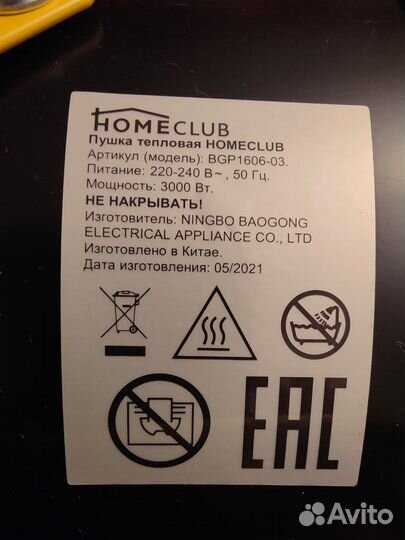 HOMECLUB
Пушка тепловая HOMECLUB
Артикул (модель): BGP1606-03.
Питание: 220-240 В~, 50 Гц.
Мощность: 3000 Вт.
НЕ НАКРЫВАТЬ!
Изготовитель: NINGBO BAOGONG
ELECTRICAL APPLIANCE CO., LTD
Изготовлено в Китае.
Дата изготовления: 05/2021
EAC
Avito